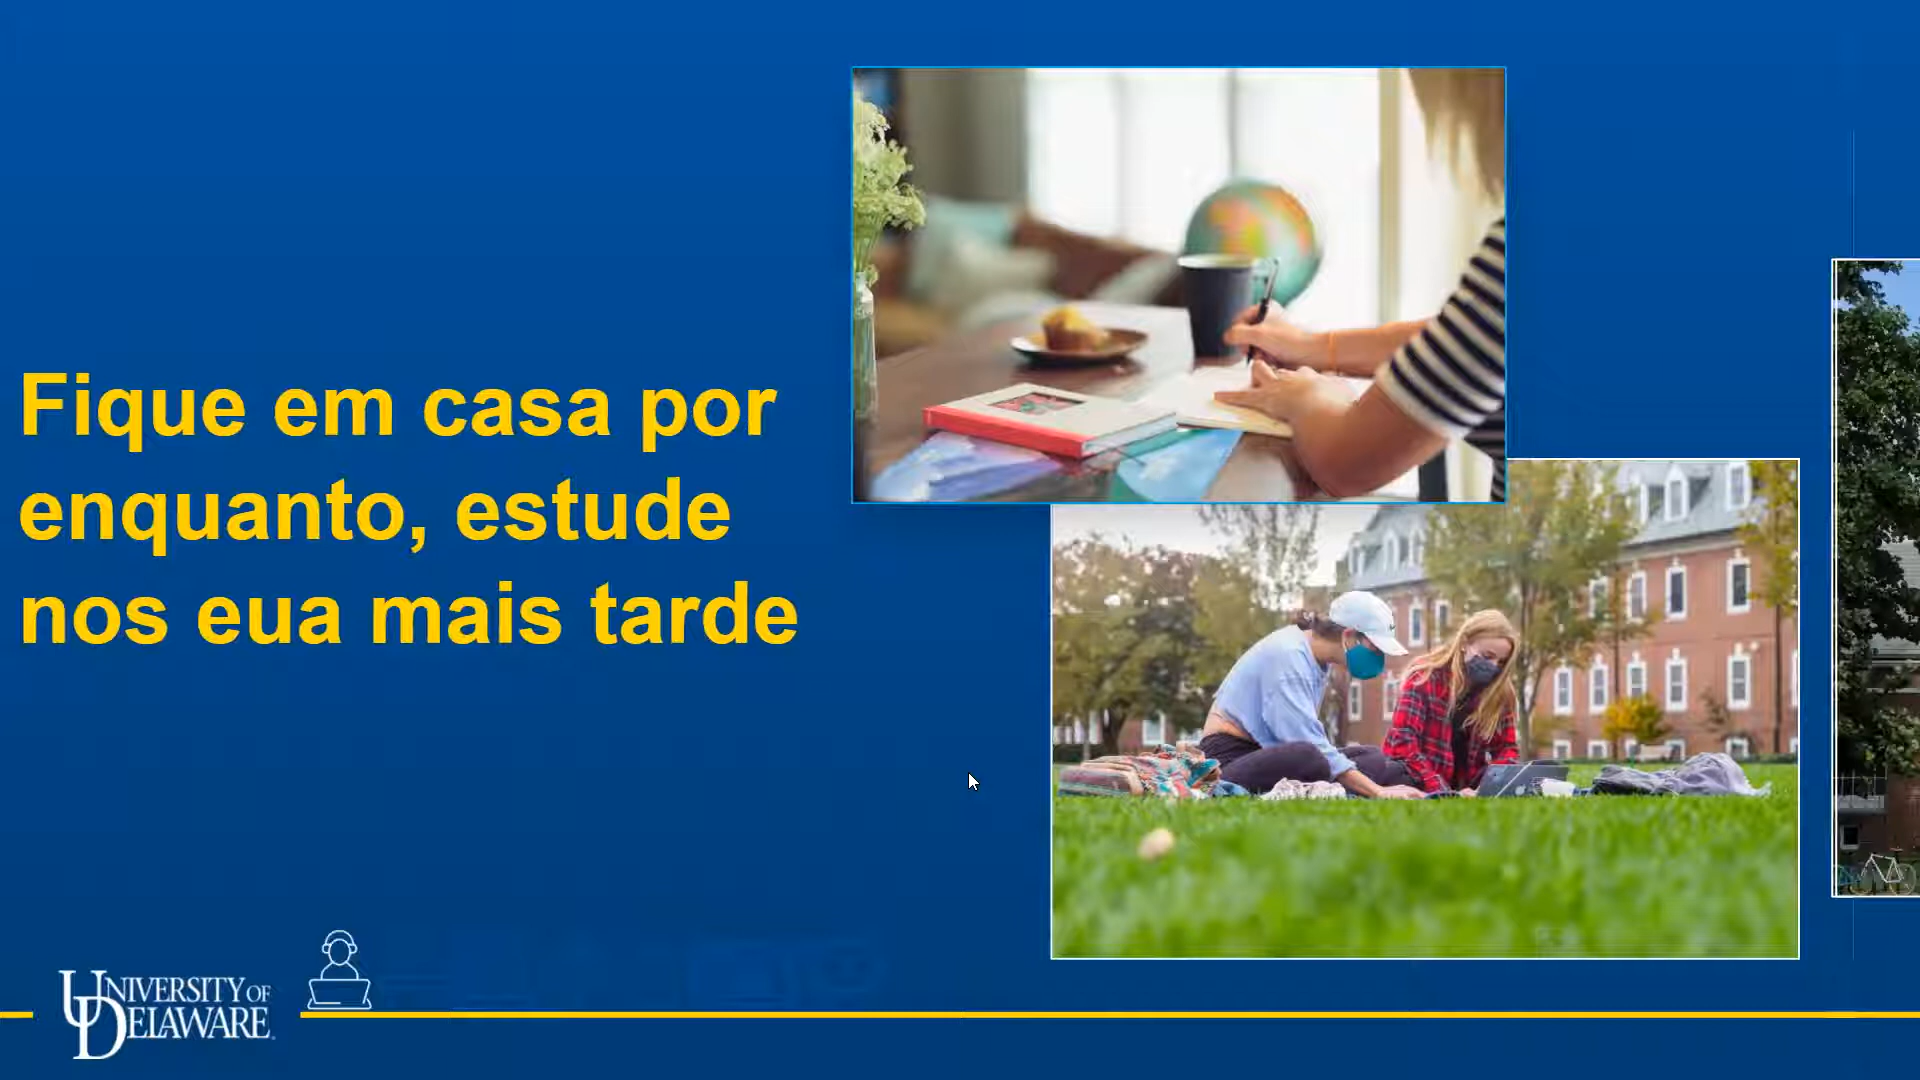 Fique em casa por
enquanto, estude
nos eua mais tarde
UNIVERSITY OF
DELAWARE